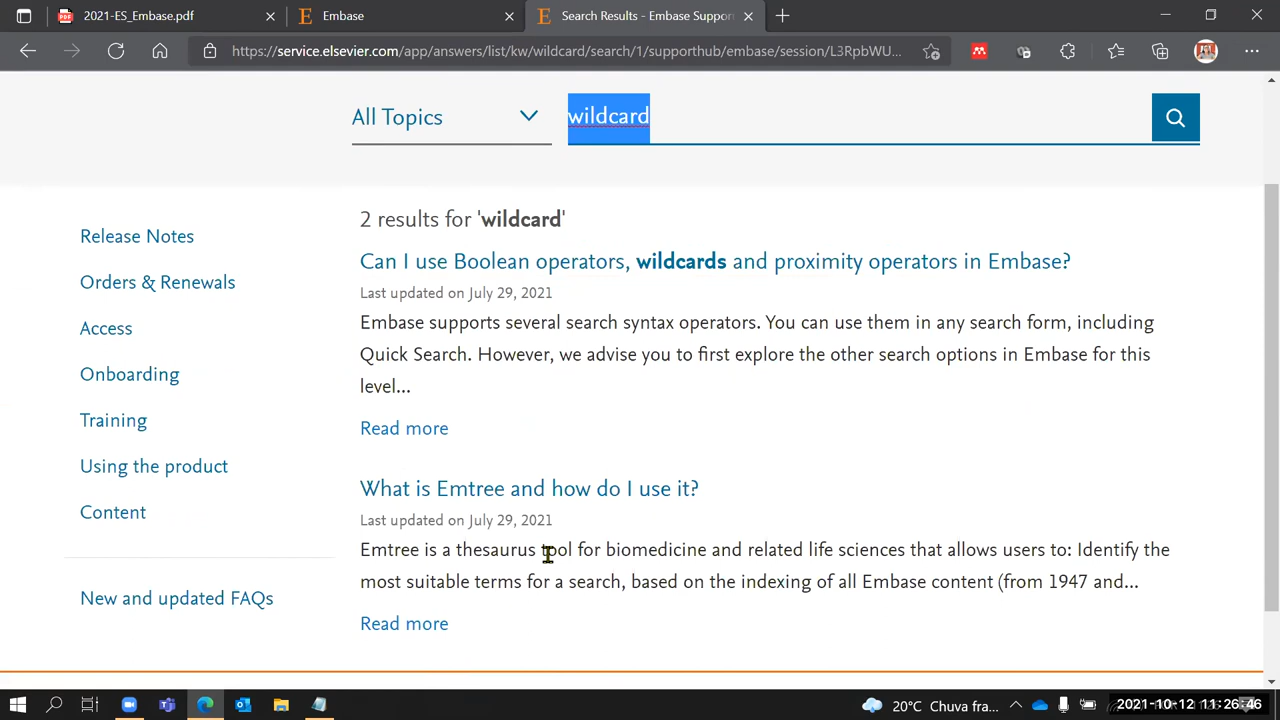 2021-ES_Embase.pdf
Embase
Search Results - Embase Suppor
https://service.elsevier.com/app/answers/list/kw/wildcard/search/1/supporthub/embase/session/L3RpbWU...
All Topics
wildcard
2 results for 'wildcard'
Release Notes
Orders & Renewals
Access
Onboarding
Training
Using the product
Content
New and updated FAQs
Can I use Boolean operators, wildcards and proximity operators in Embase?
Last updated on July 29, 2021
Embase supports several search syntax operators. You can use them in any search form, including
Quick Search. However, we advise you to first explore the other search options in Embase for this
level...
Read more
What is Emtree and how do I use it?
Last updated on July 29, 2021
Emtree is a thesaurus tool for biomedicine and related life sciences that allows users to: Identify the
most suitable terms for a search, based on the indexing of all Embase content (from 1947 and...
Read more
20°C Chuva fra...
2021-10-12 11:26:46